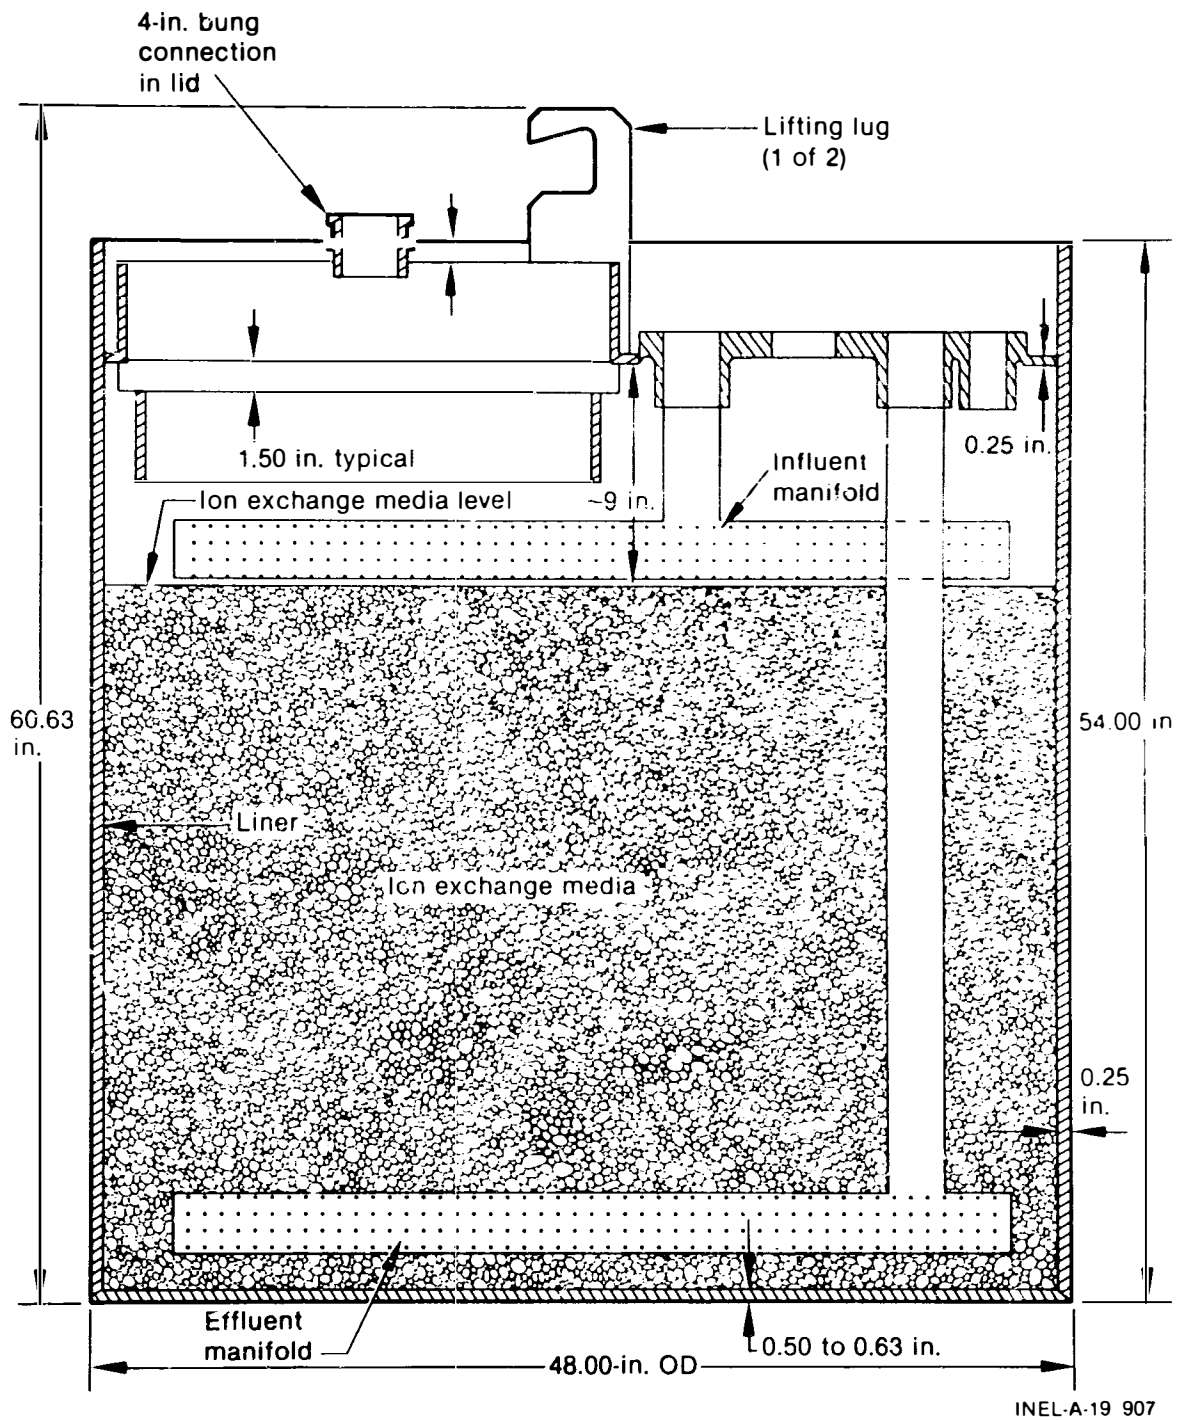 4-in. bung
connection
in lid
Lifting lug
(1 of 2)
1.50 in. typical
0.25 in.
Influent
manifold
Ion exchange media level
~9 in.
60.63
in.
54.00 in
Liner
Ion exchange media
0.25
in.
Effluent
manifold
0.50 to 0.63 in.
48.00-in. OD
INEL-A-19 907